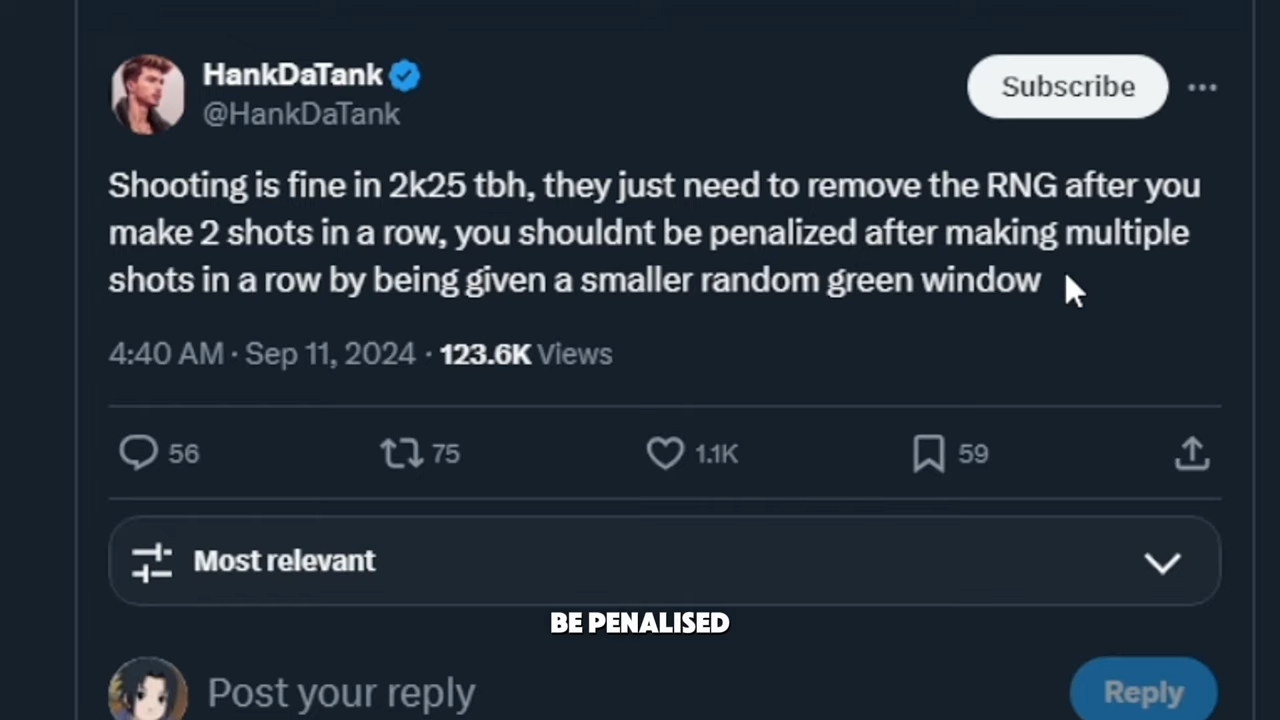 HankDaTank
@HankDaTank
Subscribe
Shooting is fine in 2k25 tbh, they just need to remove the RNG after you
make 2 shots in a row, you shouldnt be penalized after making multiple
shots in a row by being given a smaller random green window
4:40 AM · Sep 11, 2024 · 123.6K Views
56 75 1.1K 59
Most relevant
BE PENALISED
Post your reply
Reply